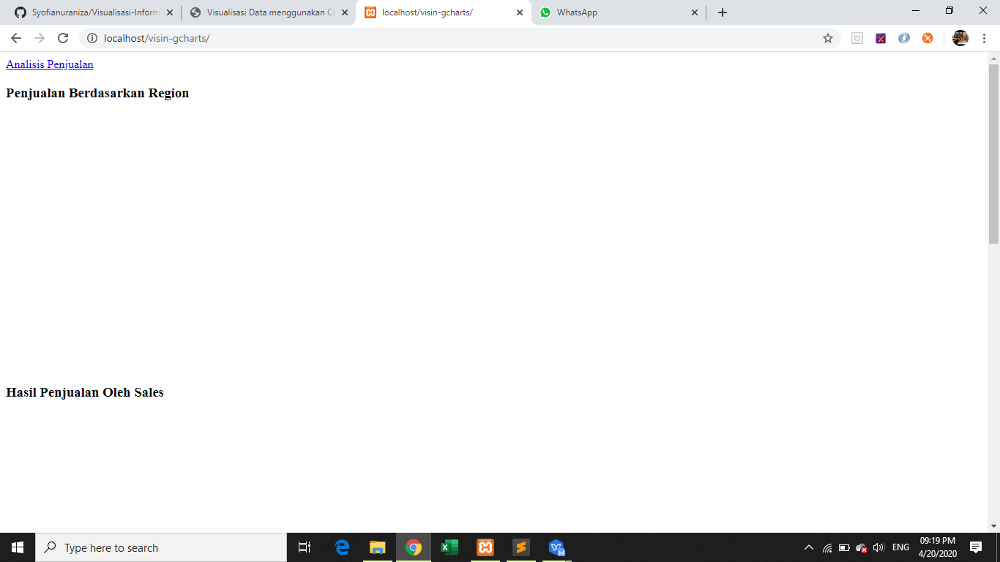 Syofianuraniza/Visualisasi-Inform
Visualisasi Data menggunakan Co
localhost/visin-gcharts/
WhatsApp
localhost/visin-gcharts/
Analisis Penjualan
Penjualan Berdasarkan Region
Hasil Penjualan Oleh Sales
Type here to search
ENG
09:19 PM
4/20/2020